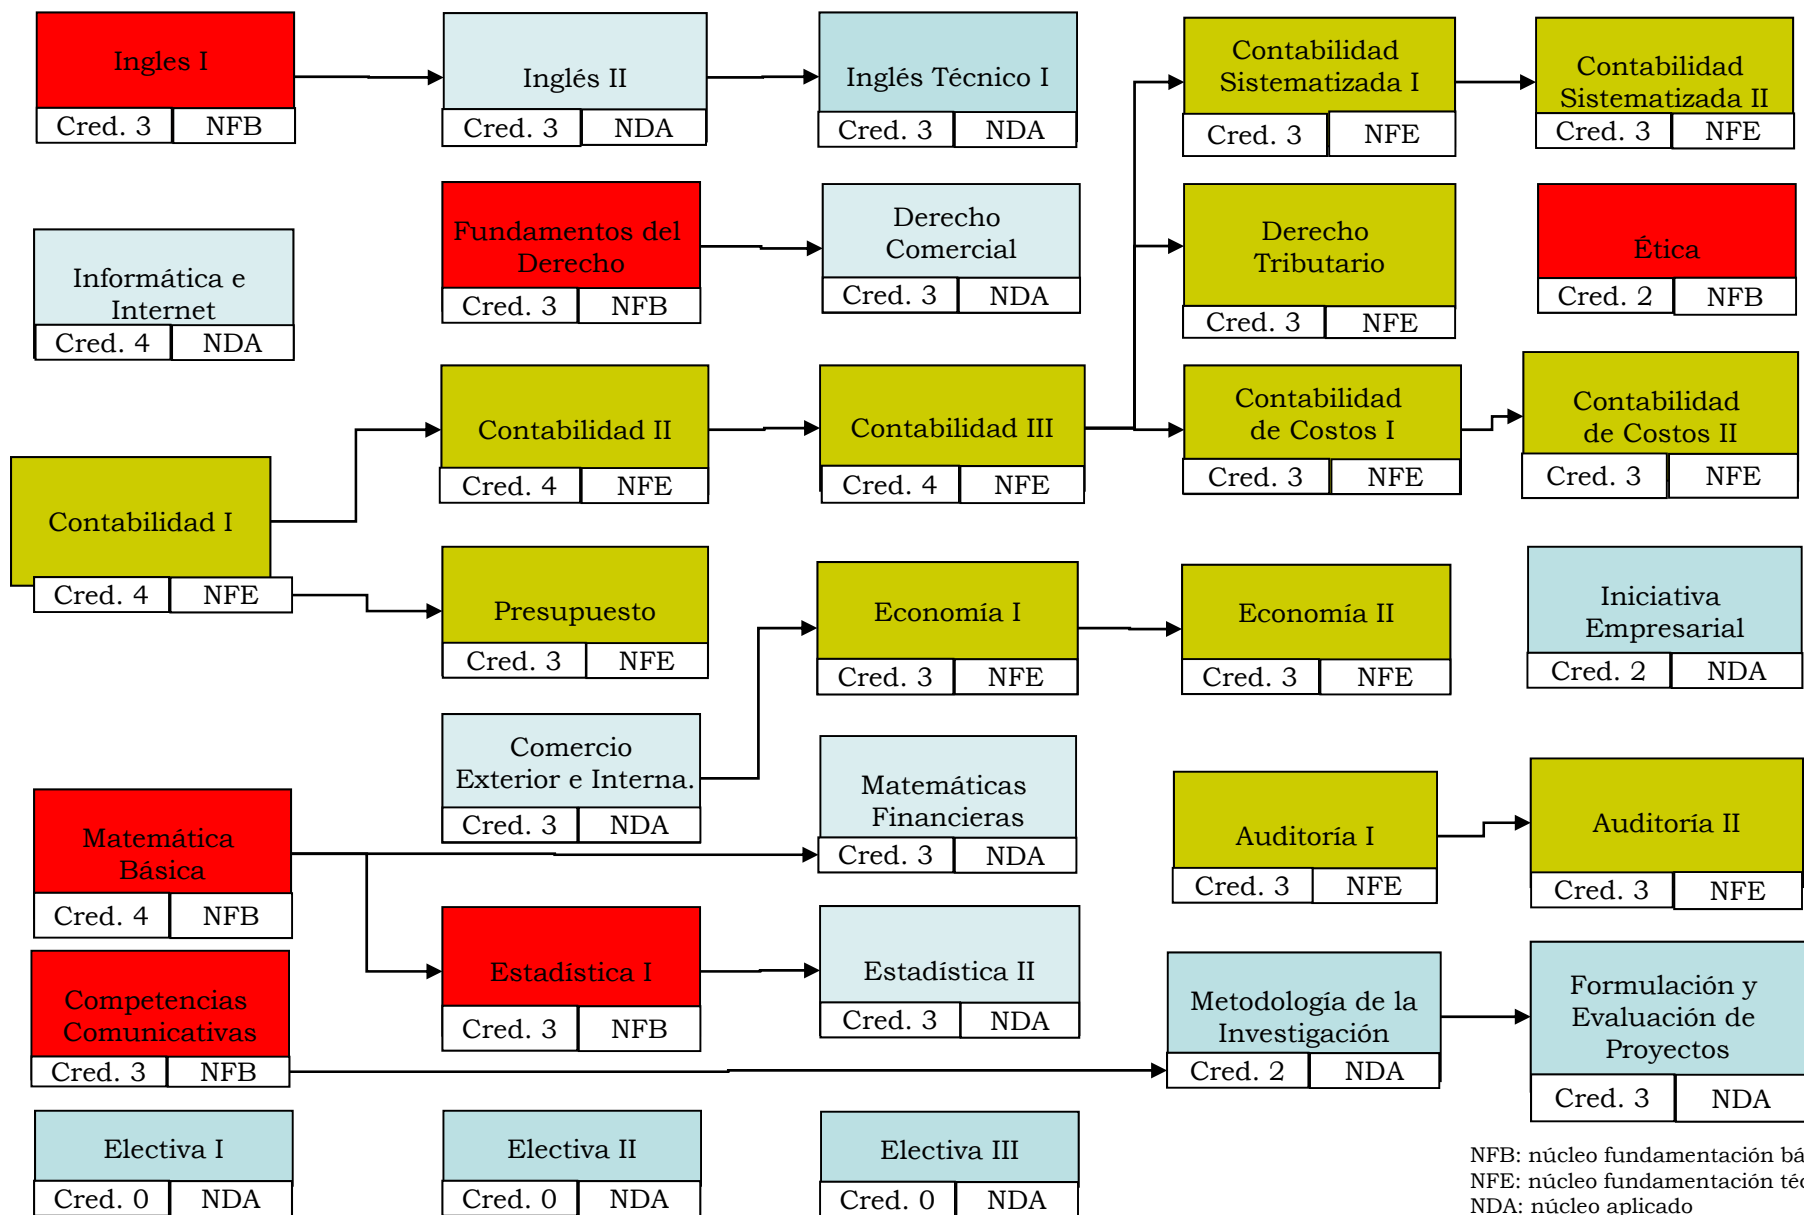 Ingles I
Cred. 3 NFB
Informática e
Internet
Cred. 4 NDA
Contabilidad I
Cred. 4 NFE
Matemática
Básica
Cred. 4 NFB
Competencias
Comunicativas
Cred. 3 NFB
Electiva I
Cred. 0 NDA
Inglés II
Cred. 3 NDA
Fundamentos del
Derecho
Cred. 3 NFB
Contabilidad II
Cred. 4 NFE
Presupuesto
Cred. 3 NFE
Comercio
Exterior e Interna.
Cred. 3 NDA
Estadística I
Cred. 3 NFB
Electiva II
Cred. 0 NDA
Inglés Técnico I
Cred. 3 NDA
Derecho
Comercial
Cred. 3 NDA
Contabilidad III
Cred. 4 NFE
Economía I
Cred. 3 NFE
Matemáticas
Financieras
Cred. 3 NDA
Estadística II
Cred. 3 NDA
Electiva III
Cred. 0 NDA
Contabilidad
Sistematizada I
Cred. 3 NFE
Derecho
Tributario
Cred. 3 NFE
Contabilidad
de Costos I
Cred. 3 NFE
Economía II
Cred. 3 NFE
Auditoría I
Cred. 3 NFE
Metodología de la
Investigación
Cred. 2 NDA
Contabilidad
Sistematizada II
Cred. 3 NFE
Ética
Cred. 2 NFB
Contabilidad
de Costos II
Cred. 3 NFE
Iniciativa
Empresarial
Cred. 2 NDA
Auditoría II
Cred. 3 NFE
Formulación y
Evaluación de
Proyectos
Cred. 3 NDA
NFB: núcleo fundamentación bá
NFE: núcleo fundamentación téc
NDA: núcleo aplicado